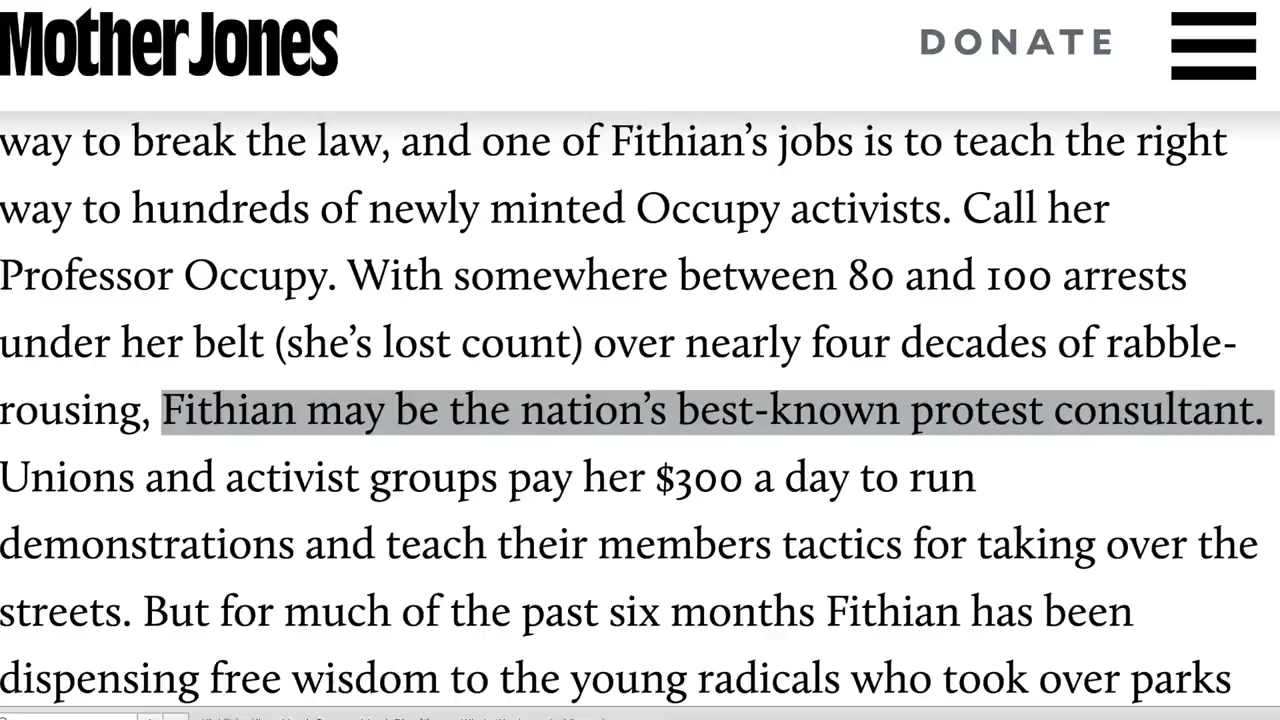 Mother Jones
DONATE
way to break the law, and one of Fithian’s jobs is to teach the right
way to hundreds of newly minted Occupy activists. Call her
Professor Occupy. With somewhere between 80 and 100 arrests
under her belt (she’s lost count) over nearly four decades of rabble-
rousing, Fithian may be the nation’s best-known protest consultant.
Unions and activist groups pay her $300 a day to run
demonstrations and teach their members tactics for taking over the
streets. But for much of the past six months Fithian has been
dispensing free wisdom to the young radicals who took over parks